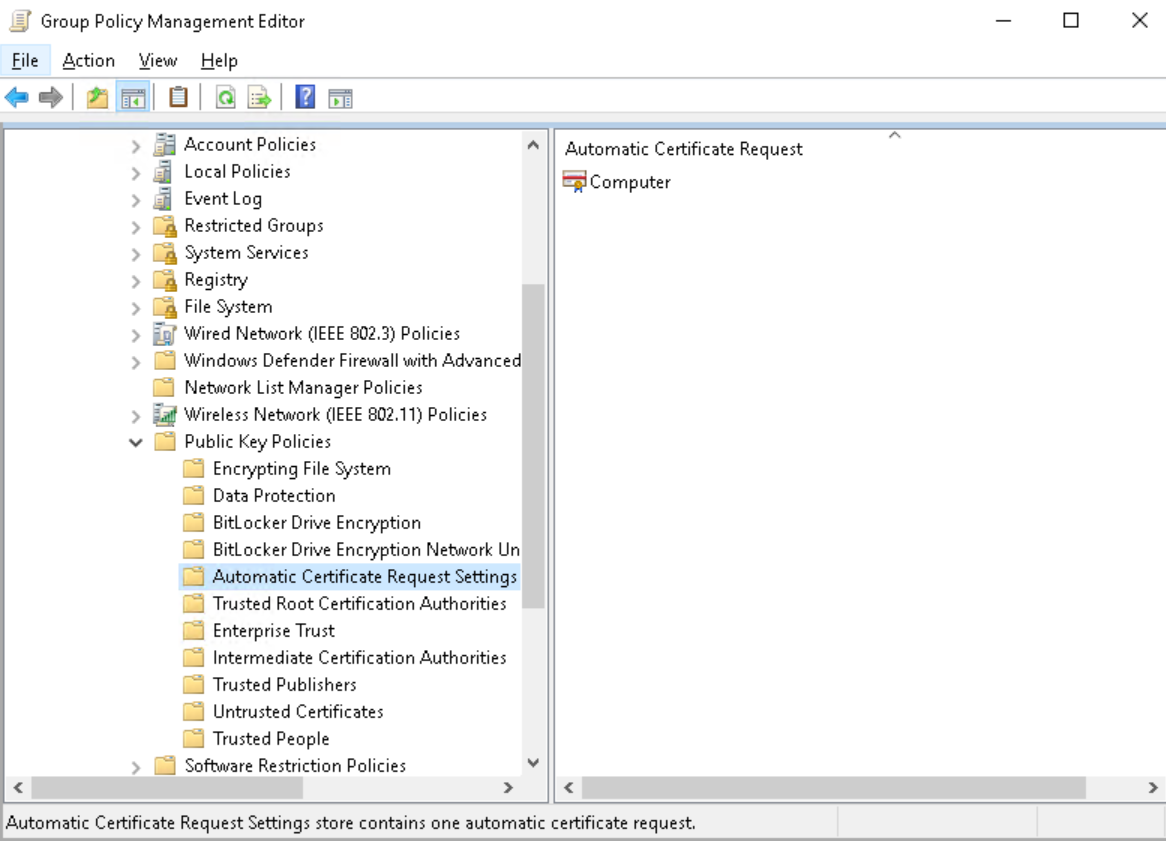 Group Policy Management Editor
File Action View Help
Account Policies
Local Policies
Event Log
Restricted Groups
System Services
Registry
File System
Wired Network (IEEE 802.3) Policies
Windows Defender Firewall with Advanced
Network List Manager Policies
Wireless Network (IEEE 802.11) Policies
Public Key Policies
Encrypting File System
Data Protection
BitLocker Drive Encryption
BitLocker Drive Encryption Network Un
Automatic Certificate Request Settings
Trusted Root Certification Authorities
Enterprise Trust
Intermediate Certification Authorities
Trusted Publishers
Untrusted Certificates
Trusted People
Software Restriction Policies
Automatic Certificate Request
Computer
Automatic Certificate Request Settings store contains one automatic certificate request.